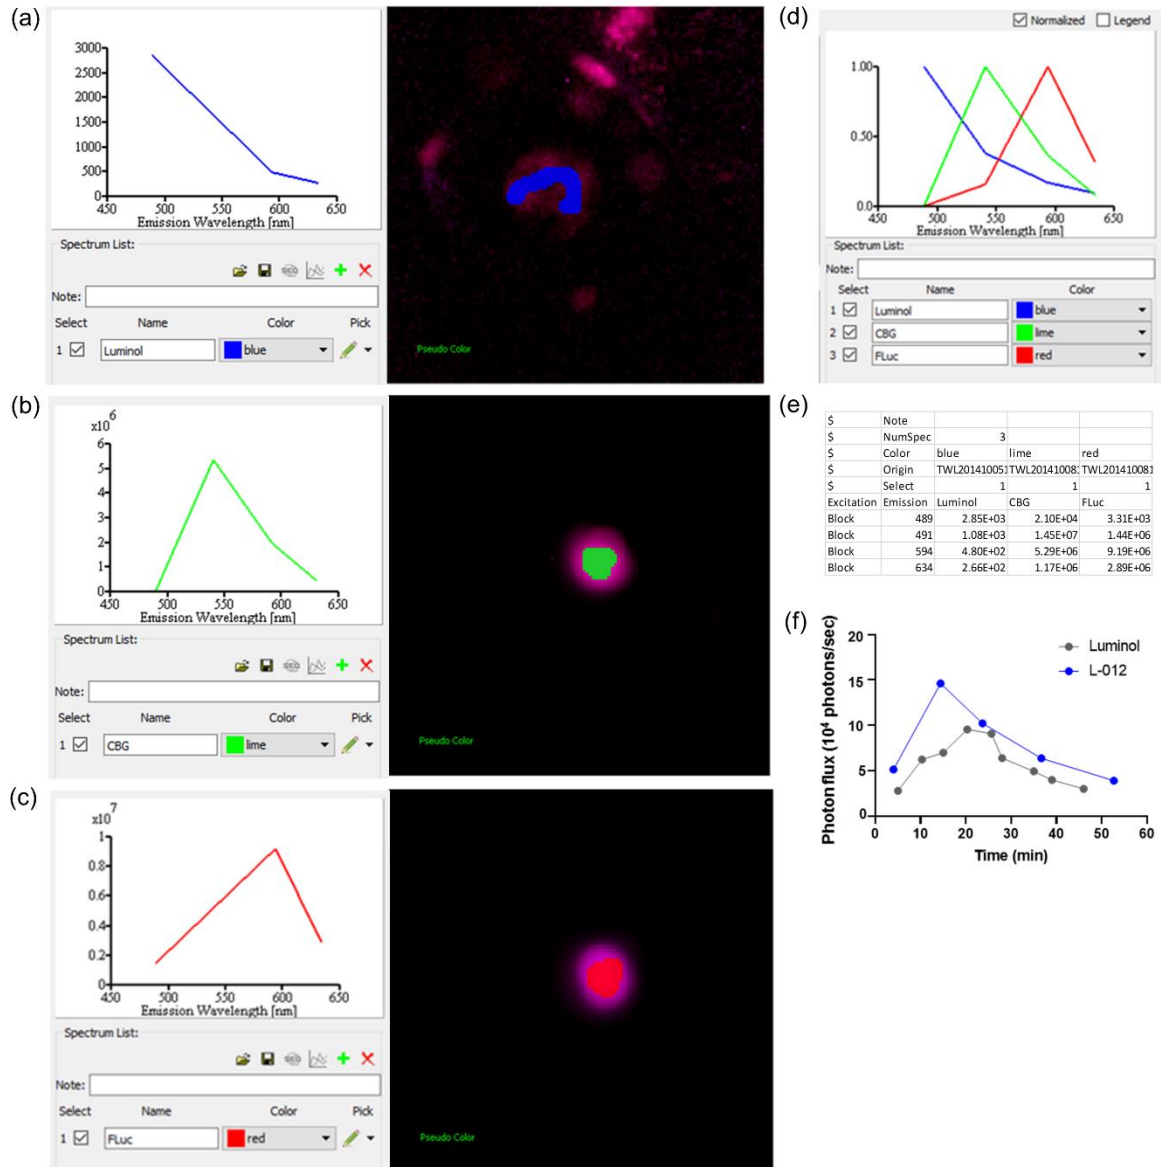 (a)
3000
2500
2000
1500
1000
500
0
450 500 550 600 650
Emission Wavelength [nm]
Spectrum List:
Note:
Select Name Color Pick
1 Luminol blue
Pseudo Color
(b)
x10^6
6
5
4
3
2
1
0
450 500 550 600 650
Emission Wavelength [nm]
Spectrum List:
Note:
Select Name Color Pick
1 CBG lime
Pseudo Color
(c)
x10^7
1
0.8
0.6
0.4
0.2
0
450 500 550 600 650
Emission Wavelength [nm]
Spectrum List:
Note:
Select Name Color Pick
1 FLuc red
Pseudo Color
(d)
Normalized Legend
1.00
0.50
0.0
450 500 550 600 650
Emission Wavelength [nm]
Spectrum List:
Note:
Select Name Color
1 Luminol blue
2 CBG lime
3 FLuc red
(e)
$ Note
$ NumSpec 3
$ Color blue lime red
$ Origin TWL201410051 TWL20141008 TWL201410081
$ Select 1 1 1
Excitation Emission Luminol CBG FLuc
Block 489 2.85E+03 2.10E+04 3.31E+03
Block 491 1.08E+03 1.45E+07 1.44E+06
Block 594 4.80E+02 5.29E+06 9.19E+06
Block 634 2.66E+02 1.17E+06 2.89E+06
(f)
Photon flux (10⁴ photons/sec)
20
15
10
5
0
0 10 20 30 40 50 60
Time (min)
Luminol
L-012